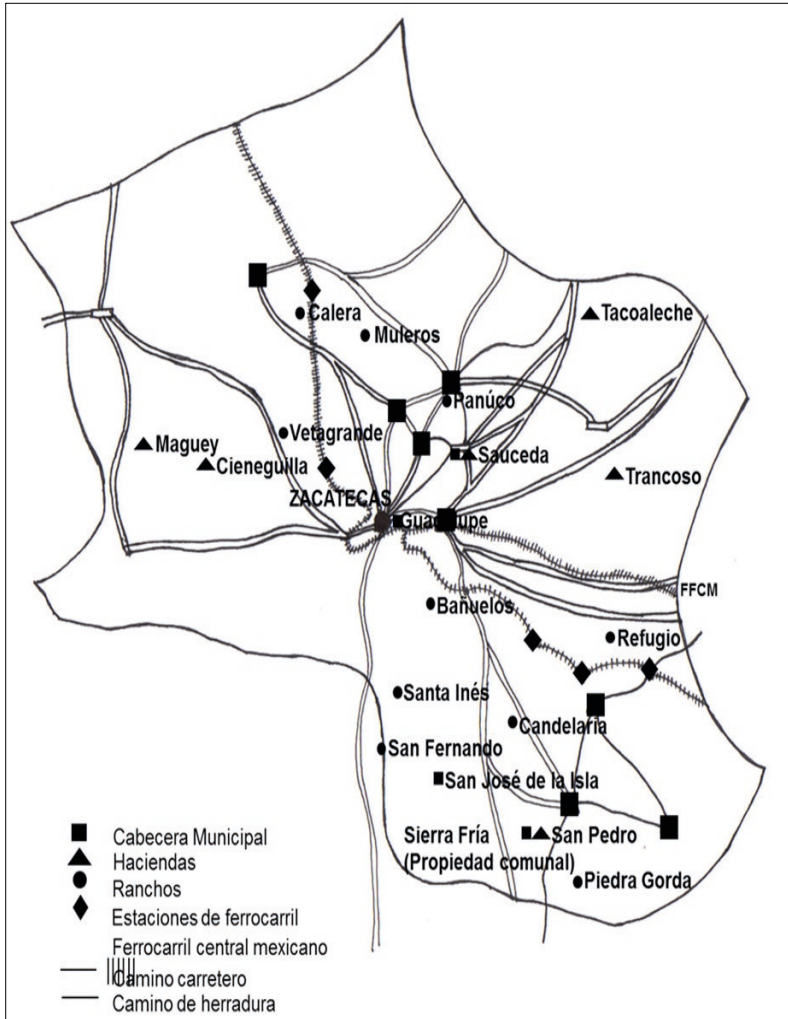 Calera
Tacoaleche
Muleros
Panúco
Vetagrande
Maguey
Sauceda
Cieneguilla
Trancoso
ZACATECAS
Guadalupe
FFCM
Bañuelos
Refugio
Santa Inés
Candelaria
San Fernando
San José de la Isla
Sierra Fría
(Propiedad comunal)
San Pedro
Piedra Gorda
Cabecera Municipal
Haciendas
Ranchos
Estaciones de ferrocarril
Ferrocarril central mexicano
Camino carretero
Camino de herradura